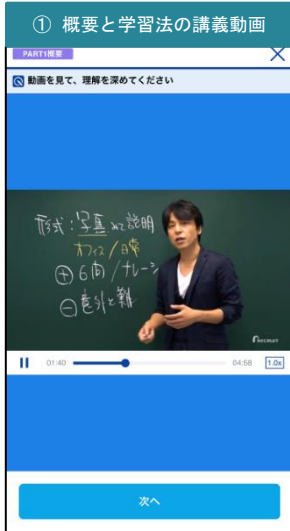 ① 概要と学習法の講義動画
PART1概要
動画を見て、理解を深めてください
形式：写真 説明
オフィス/日常
⊕ 6問/ナレーション
⊖ 意外と難
01:40
04:58
1.0x
次へ